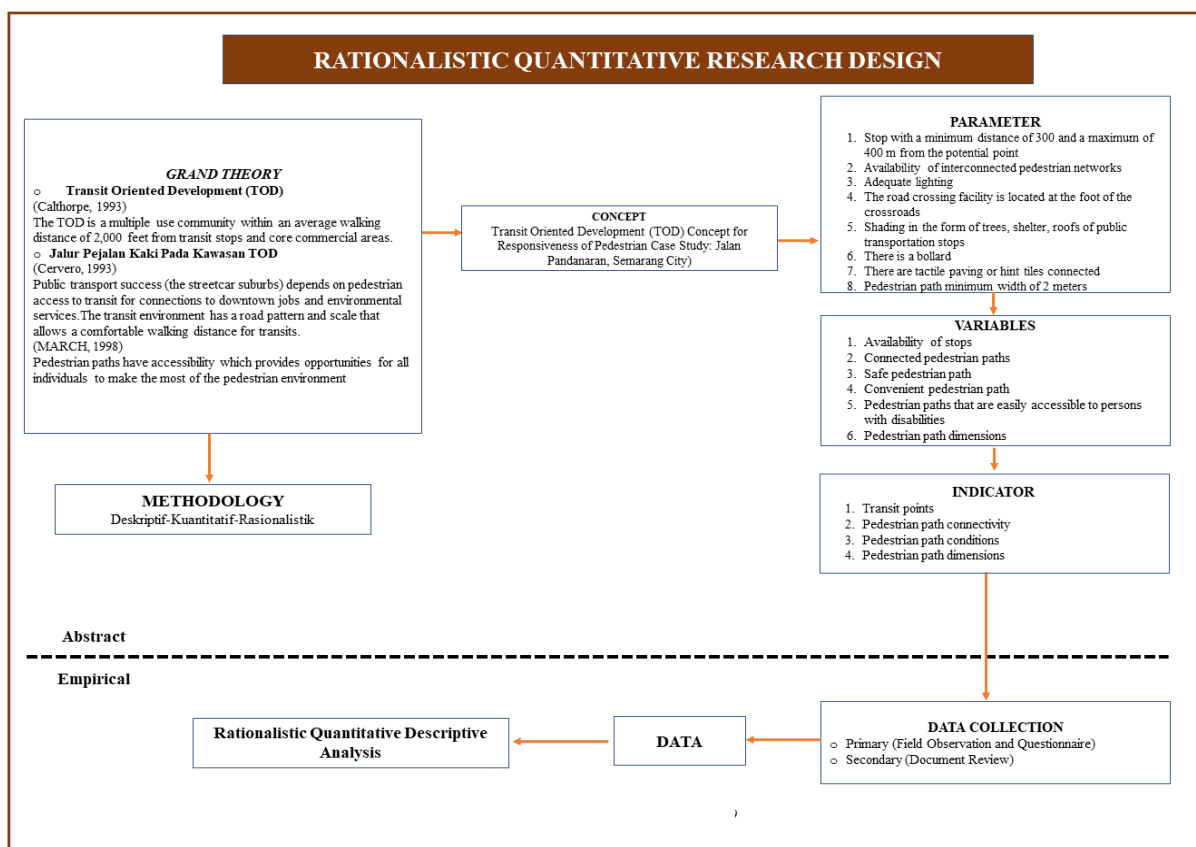 RATIONALISTIC QUANTITATIVE RESEARCH DESIGN
GRAND THEORY
o Transit Oriented Development (TOD)
(Calthorpe, 1993)
The TOD is a multiple use community within an average walking
distance of 2,000 feet from transit stops and core commercial areas.
o Jalur Pejalan Kaki Pada Kawasan TOD
(Cervero, 1993)
Public transport success (the streetcar suburbs) depends on pedestrian
access to transit for connections to downtown jobs and environmental
services.The transit environment has a road pattern and scale that
allows a comfortable walking distance for transits.
(MARCH, 1998)
Pedestrian paths have accessibility which provides opportunities for all
individuals to make the most of the pedestrian environment
METHODOLOGY
Deskriptif-Kuantitatif-Rasionalistik
CONCEPT
Transit Oriented Development (TOD) Concept for
Responsiveness of Pedestrian Case Study: Jalan
Pandanaran, Semarang City)
PARAMETER
1. Stop with a minimum distance of 300 and a maximum of
400 m from the potential point
2. Availability of interconnected pedestrian networks
3. Adequate lighting
4. The road crossing facility is located at the foot of the
crossroads
5. Shading in the form of trees, shelter, roofs of public
transportation stops
6. There is a bollard
7. There are tactile paving or hint tiles connected
8. Pedestrian path minimum width of 2 meters
VARIABLES
1. Availability of stops
2. Connected pedestrian paths
3. Safe pedestrian path
4. Convenient pedestrian path
5. Pedestrian paths that are easily accessible to persons
with disabilities
6. Pedestrian path dimensions
INDICATOR
1. Transit points
2. Pedestrian path connectivity
3. Pedestrian path conditions
4. Pedestrian path dimensions
Abstract
Empirical
DATA COLLECTION
o Primary (Field Observation and Questionnaire)
o Secondary (Document Review)
DATA
Rationalistic Quantitative Descriptive
Analysis